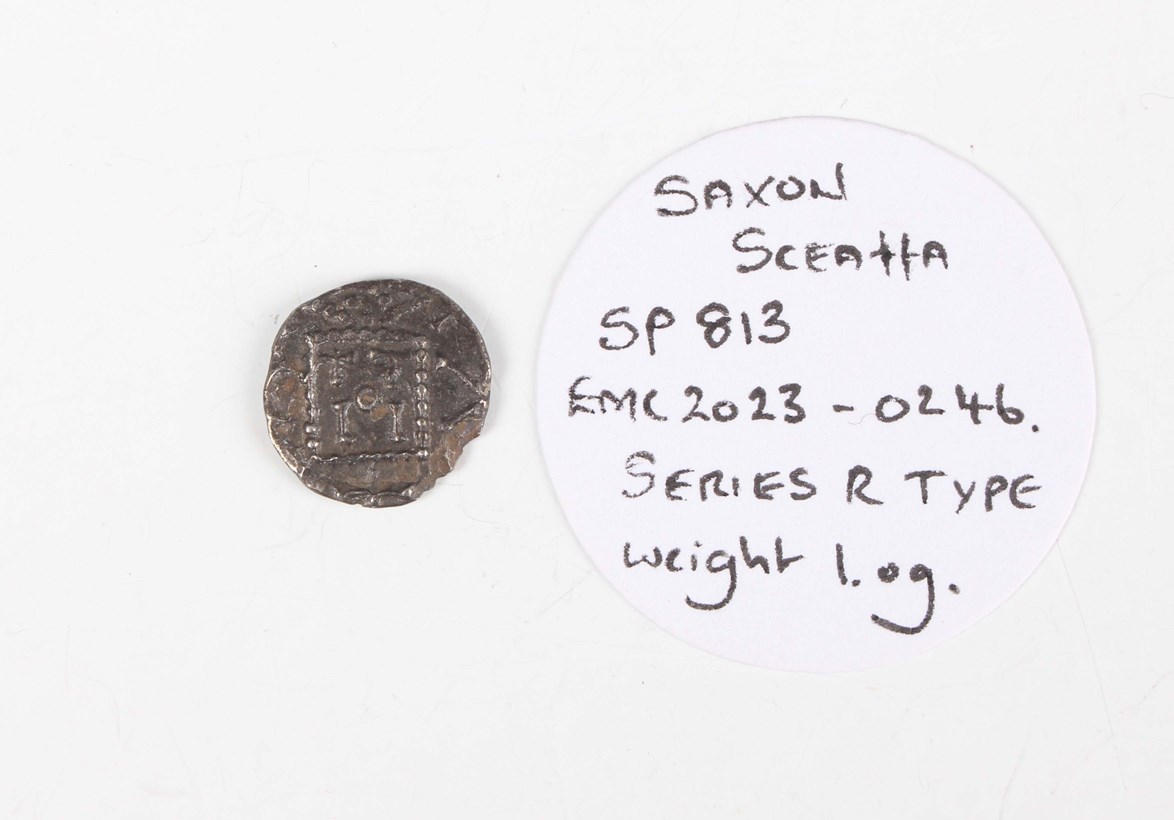 SAXON
SCEATTA
SP 813
EMC 2023 - 0246.
SERIES R TYPE
weight 1.0g.